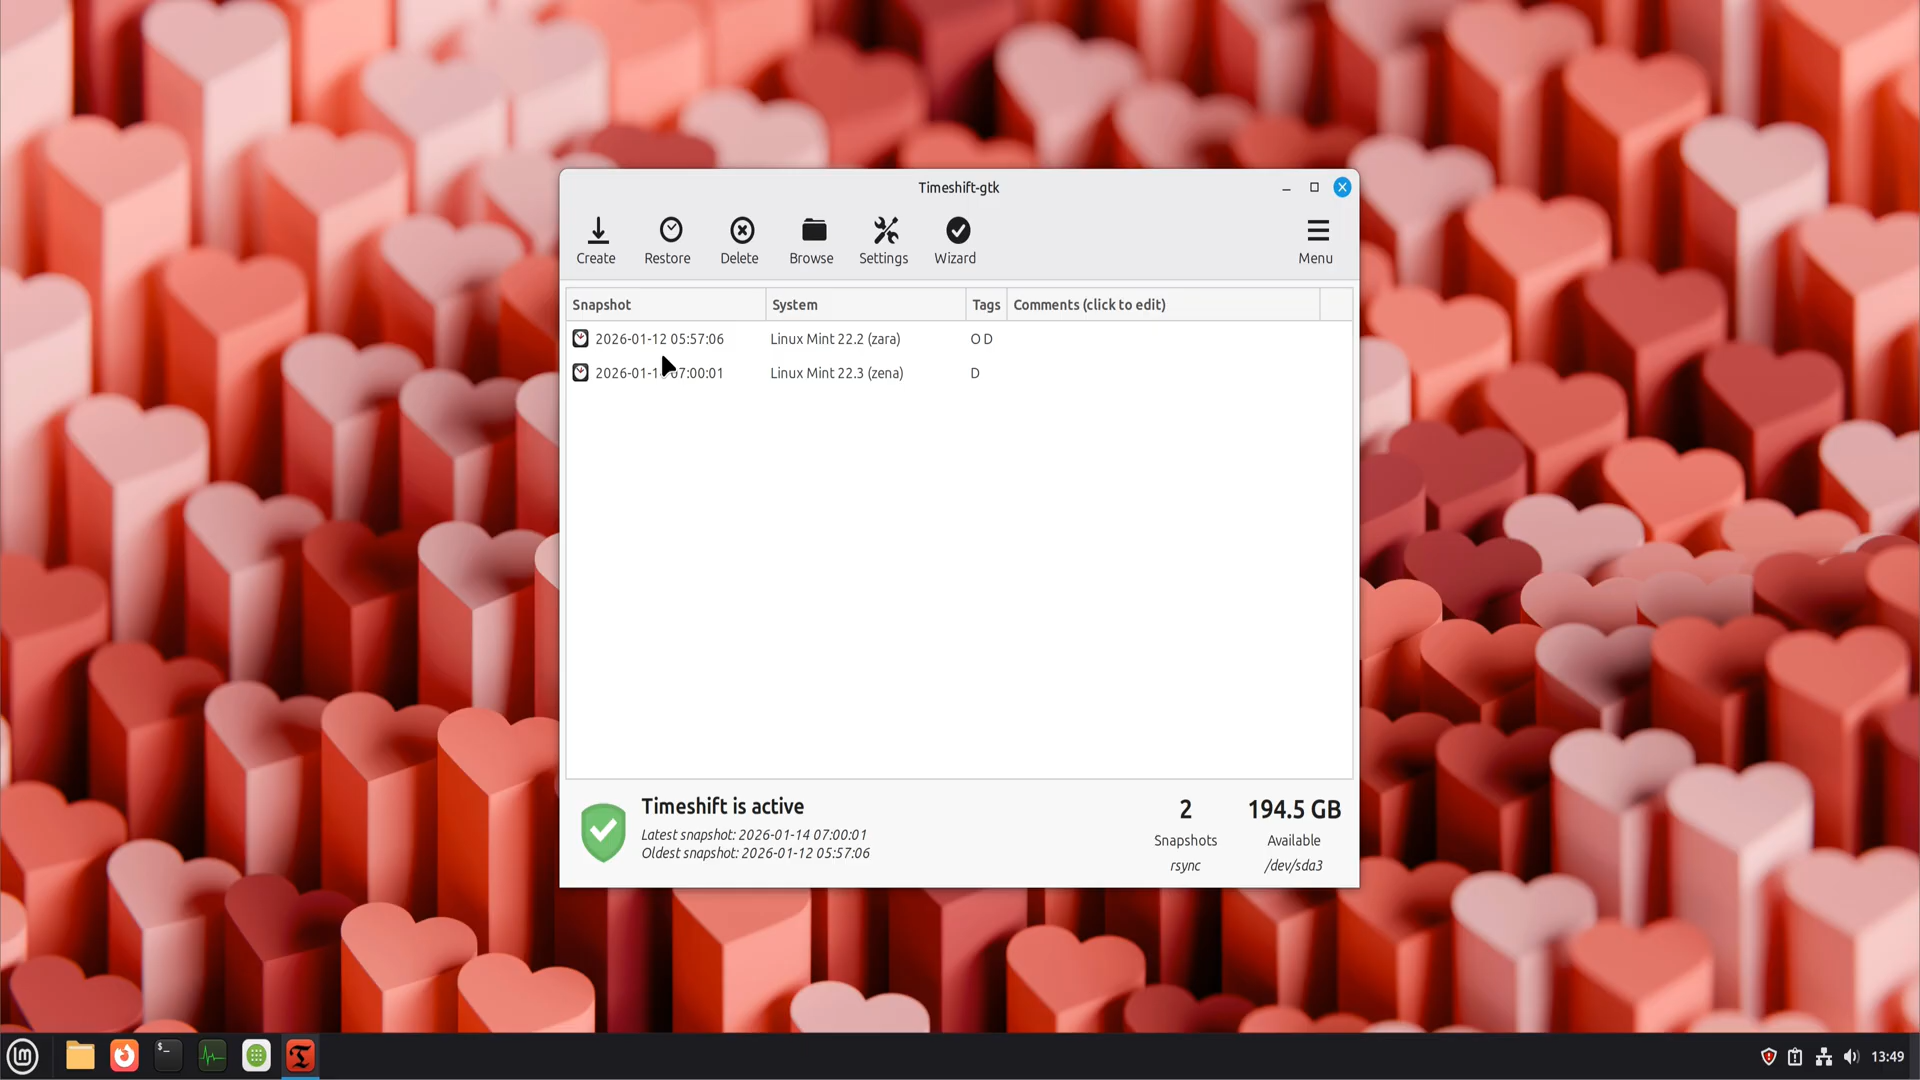 Timeshift-gtk
Create Restore Delete Browse Settings Wizard Menu
Snapshot System Tags Comments (click to edit)
2026-01-12 05:57:06 Linux Mint 22.2 (zara) O D
07:00:01 Linux Mint 22.3 (zena) D
Timeshift is active
Latest snapshot: 2026-01-14 07:00:01
Oldest snapshot: 2026-01-12 05:57:06
2
Snapshots
rsync
194.5 GB
Available
/dev/sda3
13:49